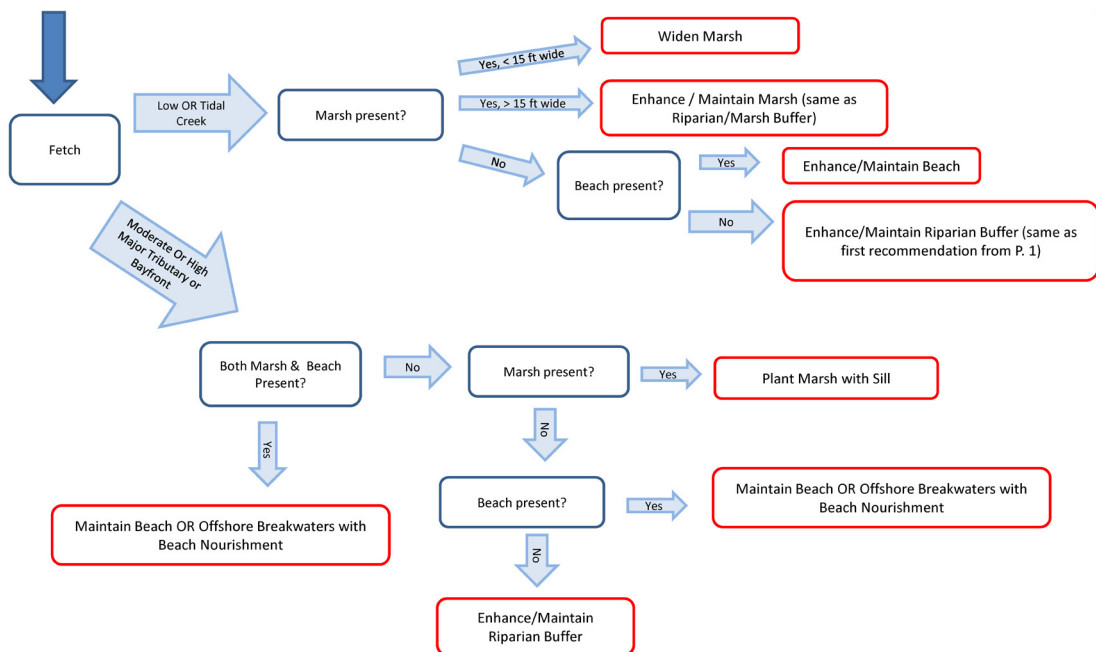 Widen Marsh
Yes, < 15 ft wide
Low OR Tidal
Creek
Marsh present?
Yes, > 15 ft wide
Enhance / Maintain Marsh (same as
Riparian/Marsh Buffer)
Fetch
No
Beach present?
Yes
Enhance/Maintain Beach
No
Enhance/Maintain Riparian Buffer (same as
first recommendation from P. 1)
Moderate Or High
Major Tributary or
Bayfront
Both Marsh & Beach
Present?
No
Marsh present?
Yes
Plant Marsh with Sill
Yes
No
Maintain Beach OR Offshore Breakwaters with
Beach Nourishment
Beach present?
Yes
Maintain Beach OR Offshore Breakwaters with
Beach Nourishment
No
Enhance/Maintain
Riparian Buffer